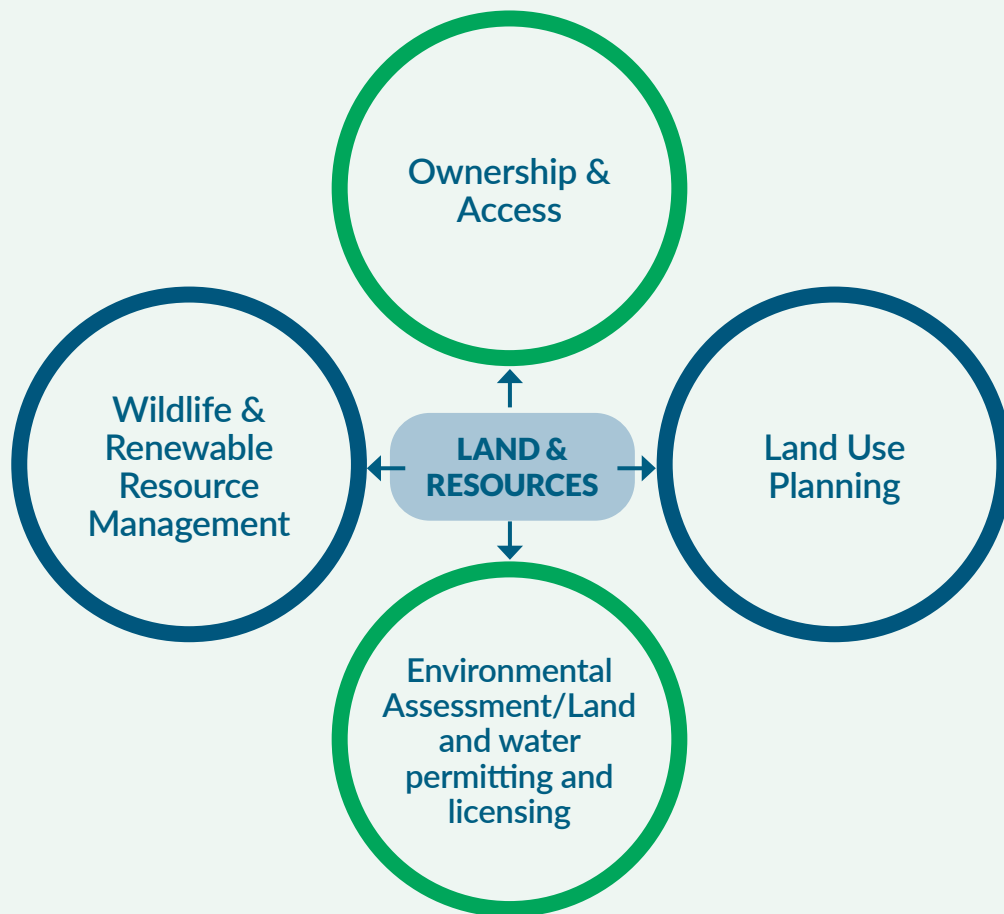 Ownership &
Access
Wildlife &
Renewable
Resource
Management
LAND &
RESOURCES
Land Use
Planning
Environmental
Assessment/Land
and water
permitting and
licensing